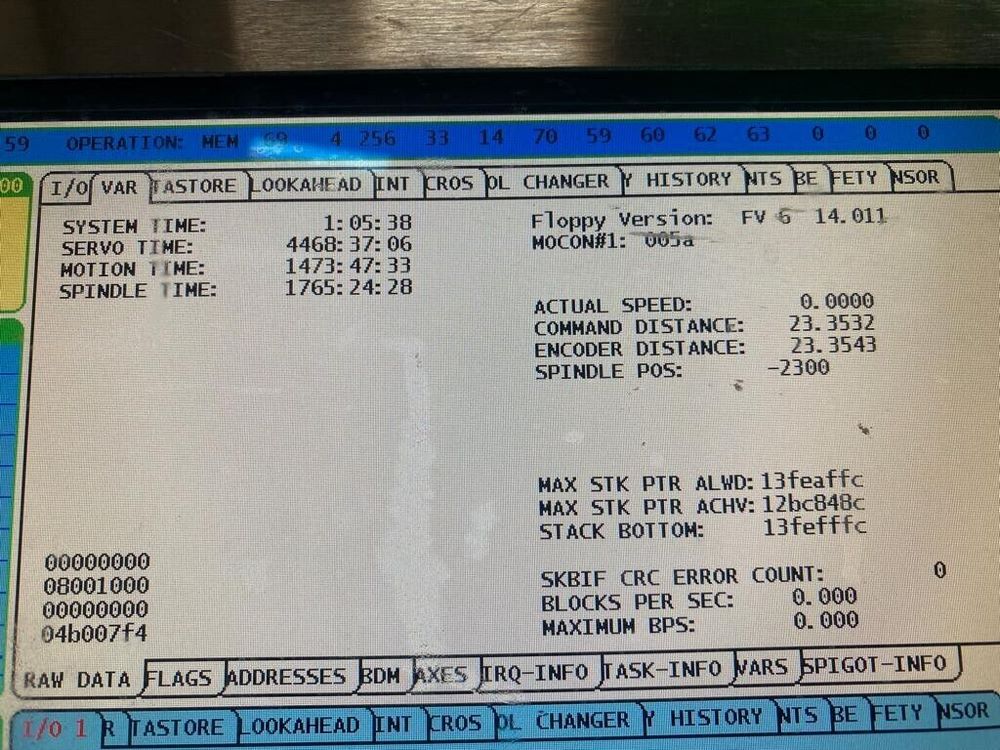 59 OPERATION: MEM 69 4 256 33 14 70 59 60 62 63 0 0 0
00 I/O VAR TASTORE LOOKAHEAD INT CROS OL CHANGER Y HISTORY NTS BE FETY NSOR
SYSTEM TIME: 1:05:38
SERVO TIME: 4468:37:06
MOTION TIME: 1473:47:33
SPINDLE TIME: 1765:24:28
Floppy Version: FV 6 14.011
MOCON#1: 005a
ACTUAL SPEED: 0.0000
COMMAND DISTANCE: 23.3532
ENCODER DISTANCE: 23.3543
SPINDLE POS: -2300
MAX STK PTR ALWD: 13feaffc
MAX STK PTR ACHV: 12bc848c
STACK BOTTOM: 13fefffc
00000000
08001000
00000000
04b007f4
SKBIF CRC ERROR COUNT: 0
BLOCKS PER SEC: 0.000
MAXIMUM BPS: 0.000
RAW DATA FLAGS ADDRESSES BDM AXES IRQ-INFO TASK-INFO VARS SPIGOT-INFO
I/O 1 R TASTORE LOOKAHEAD INT CROS OL CHANGER Y HISTORY NTS BE FETY NSOR